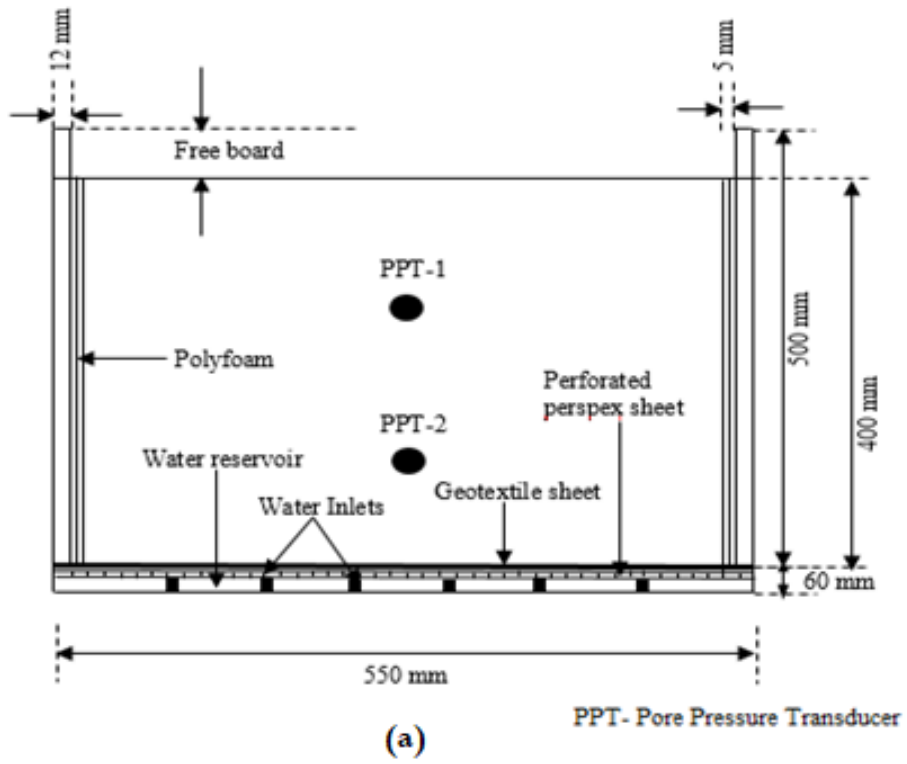 12 mm
5 mm
Free board
PPT-1
500 mm
400 mm
Polyfoam
Perforated
perspex sheet
PPT-2
Water reservoir
Geotextile sheet
Water Inlets
60 mm
550 mm
PPT- Pore Pressure Transducer
(a)